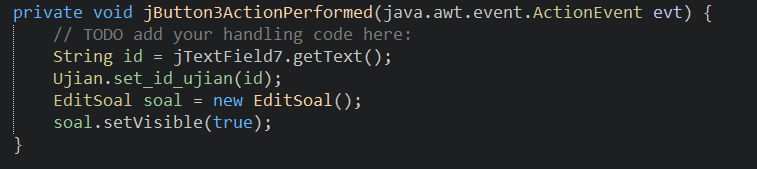 private void jButton3ActionPerformed(java.awt.event.ActionEvent evt) {
    // TODO add your handling code here:
    String id = jTextField7.getText();
    Ujian.set_id_ujian(id);
    EditSoal soal = new EditSoal();
    soal.setVisible(true);
}